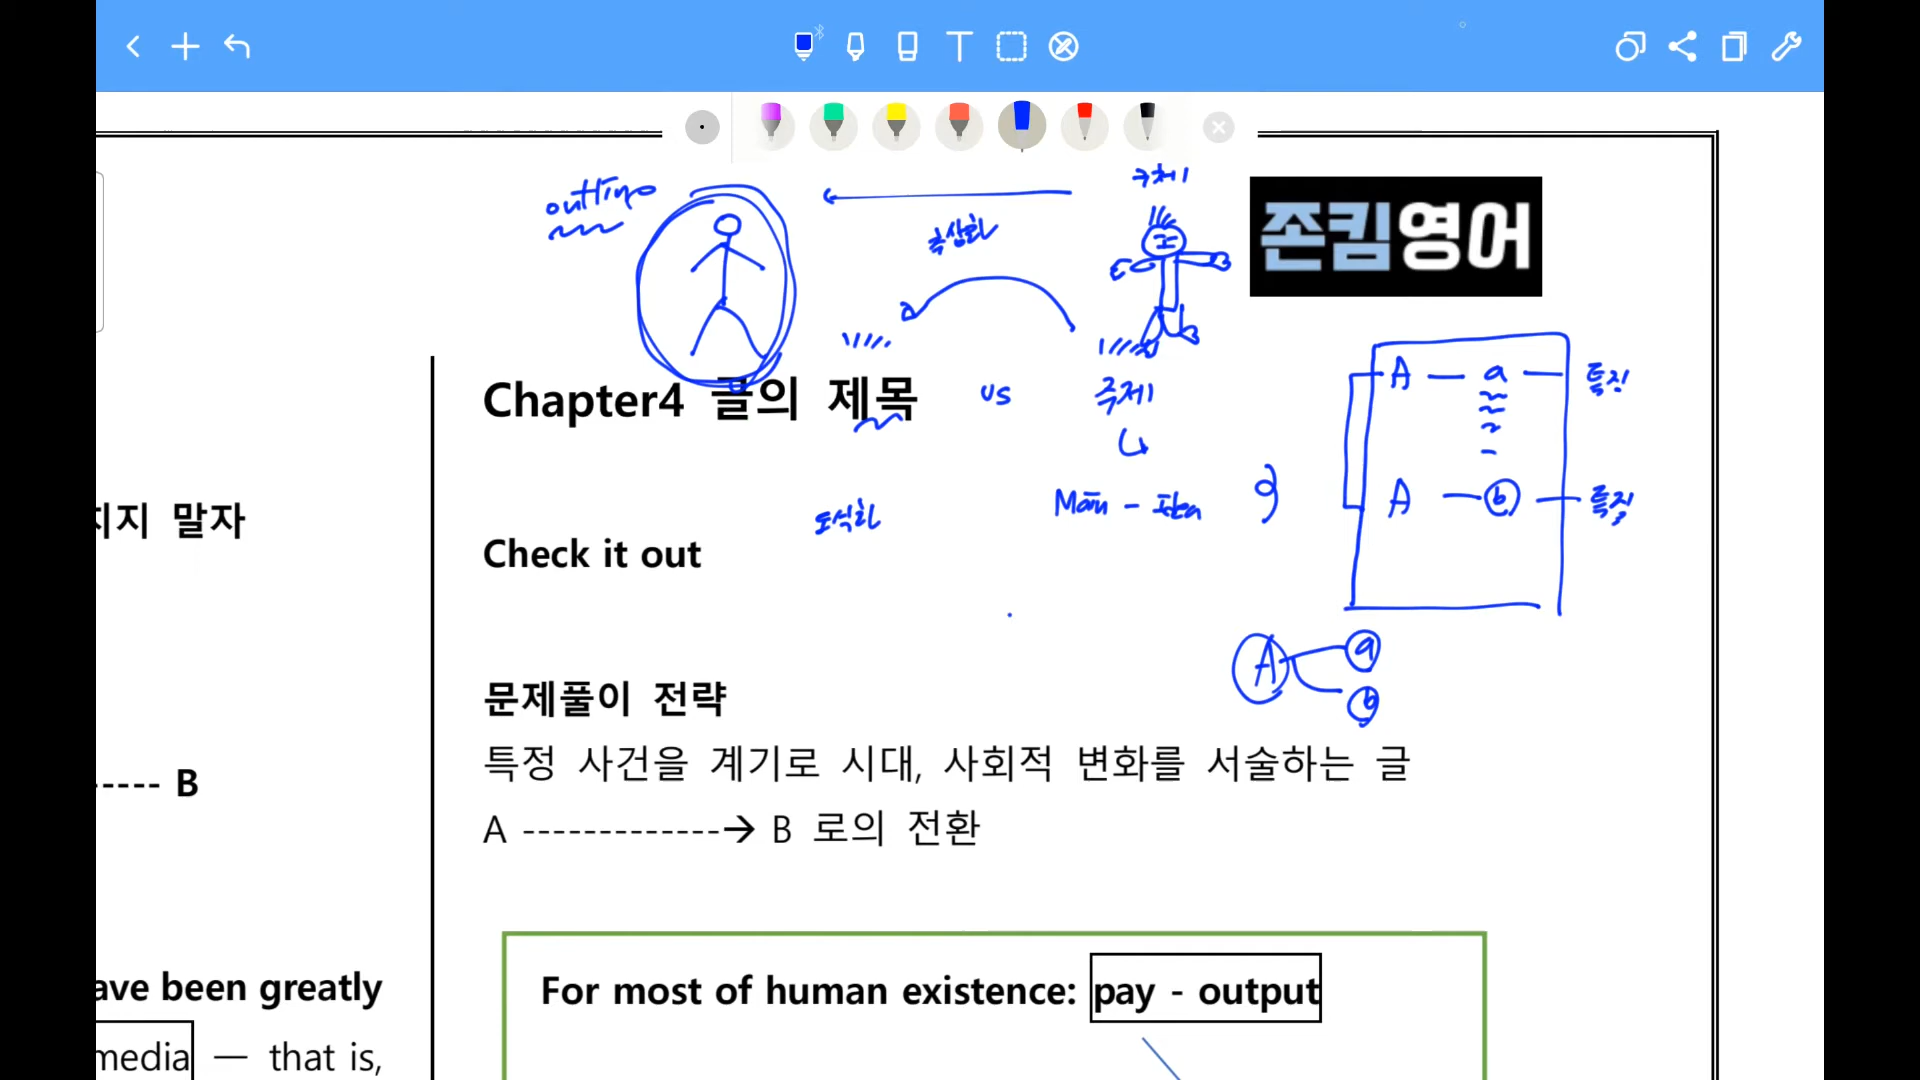 구체
outline
추상화
존킴영어
A — a — 특징
Chapter4 글의 제목 vs 주제
A — b — 특징
Main - Idea
도식화
지지 말자
Check it out
A
a
b
문제풀이 전략
특정 사건을 계기로 시대, 사회적 변화를 서술하는 글
----- B
A -------------→ B 로의 전환
ave been greatly
For most of human existence: pay - output
media — that is,